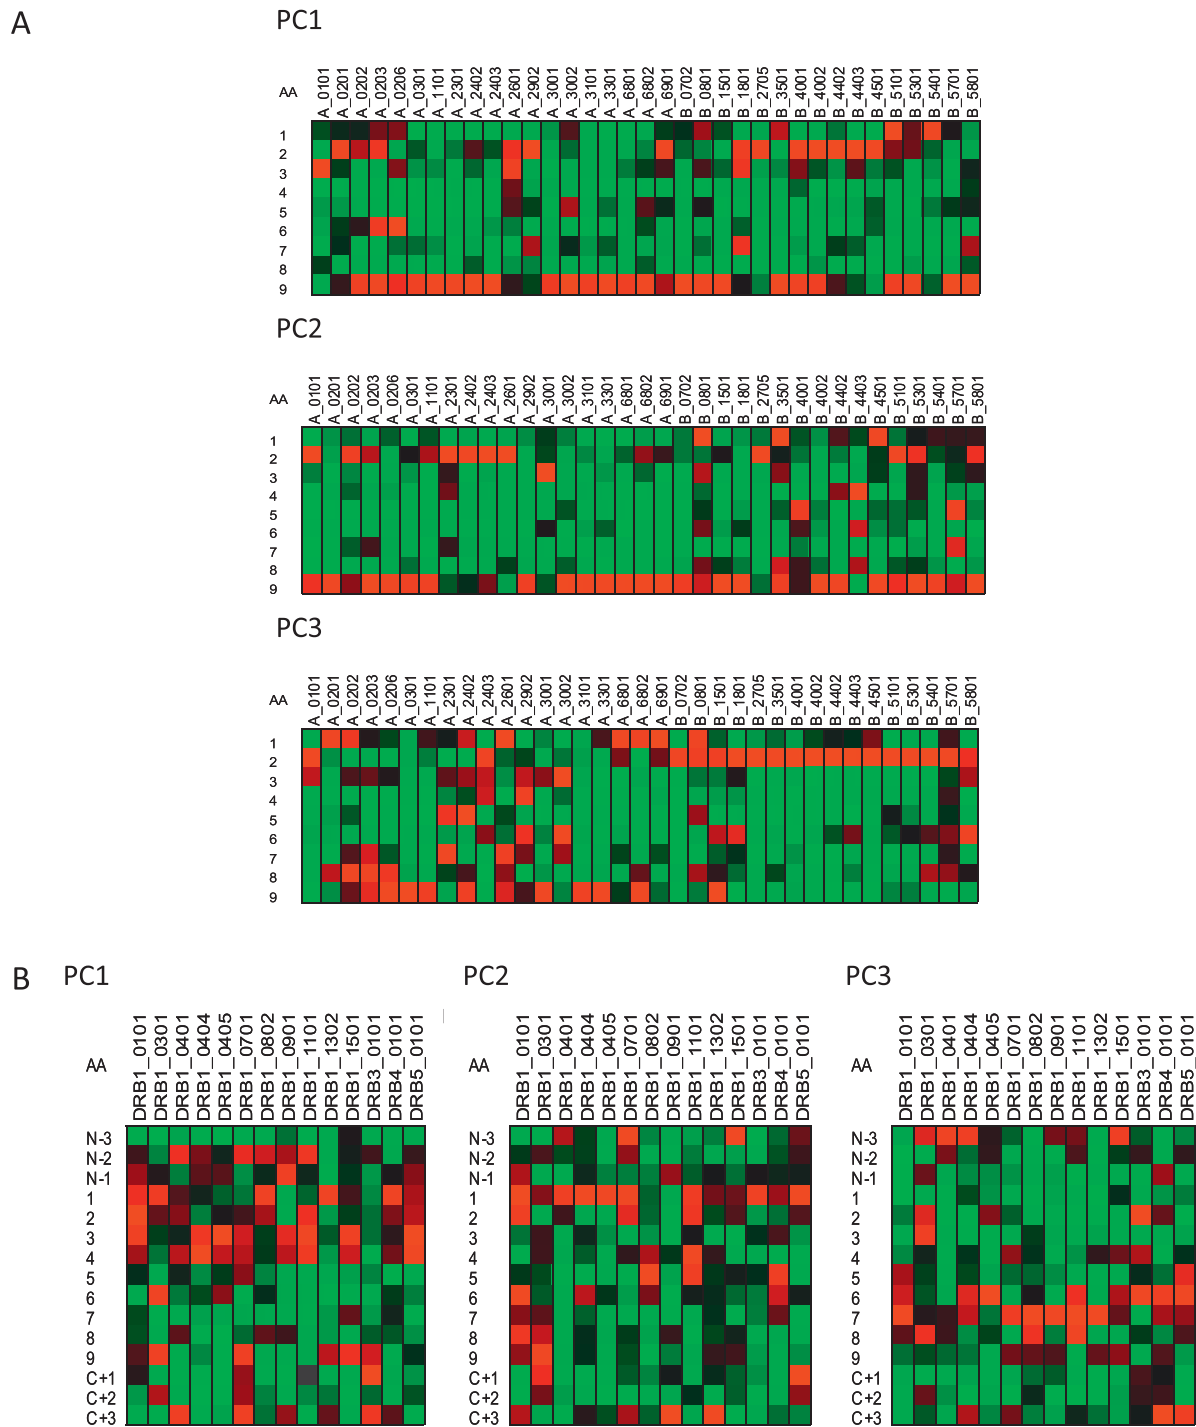 A
PC1
AA A_0101 A_0201 A_0202 A_0203 A_0206 A_0301 A_1101 A_2301 A_2402 A_2403 A_2601 A_2902 A_3001 A_3002 A_3101 A_3301 A_6801 A_6802 A_6901 B_0702 B_0801 B_1501 B_1801 B_2705 B_3501 B_4001 B_4002 B_4402 B_4403 B_4501 B_5101 B_5301 B_5401 B_5701 B_5801
1
2
3
4
5
6
7
8
9
PC2
AA A_0101 A_0201 A_0202 A_0203 A_0206 A_0301 A_1101 A_2301 A_2402 A_2403 A_2601 A_2902 A_3001 A_3002 A_3101 A_3301 A_6801 A_6802 A_6901 B_0702 B_0801 B_1501 B_1801 B_2705 B_3501 B_4001 B_4002 B_4402 B_4403 B_4501 B_5101 B_5301 B_5401 B_5701 B_5801
1
2
3
4
5
6
7
8
9
PC3
AA A_0101 A_0201 A_0202 A_0203 A_0206 A_0301 A_1101 A_2301 A_2402 A_2403 A_2601 A_2902 A_3001 A_3002 A_3101 A_3301 A_6801 A_6802 A_6901 B_0702 B_0801 B_1501 B_1801 B_2705 B_3501 B_4001 B_4002 B_4402 B_4403 B_4501 B_5101 B_5301 B_5401 B_5701 B_5801
1
2
3
4
5
6
7
8
9
B
PC1
AA DRB1_0101 DRB1_0301 DRB1_0401 DRB1_0404 DRB1_0405 DRB1_0701 DRB1_0802 DRB1_0901 DRB1_1101 DRB1_1302 DRB1_1501 DRB3_0101 DRB4_0101 DRB5_0101
N-3
N-2
N-1
1
2
3
4
5
6
7
8
9
C+1
C+2
C+3
PC2
AA DRB1_0101 DRB1_0301 DRB1_0401 DRB1_0404 DRB1_0405 DRB1_0701 DRB1_0802 DRB1_0901 DRB1_1101 DRB1_1302 DRB1_1501 DRB3_0101 DRB4_0101 DRB5_0101
N-3
N-2
N-1
1
2
3
4
5
6
7
8
9
C+1
C+2
C+3
PC3
AA DRB1_0101 DRB1_0301 DRB1_0401 DRB1_0404 DRB1_0405 DRB1_0701 DRB1_0802 DRB1_0901 DRB1_1101 DRB1_1302 DRB1_1501 DRB3_0101 DRB4_0101 DRB5_0101
N-3
N-2
N-1
1
2
3
4
5
6
7
8
9
C+1
C+2
C+3